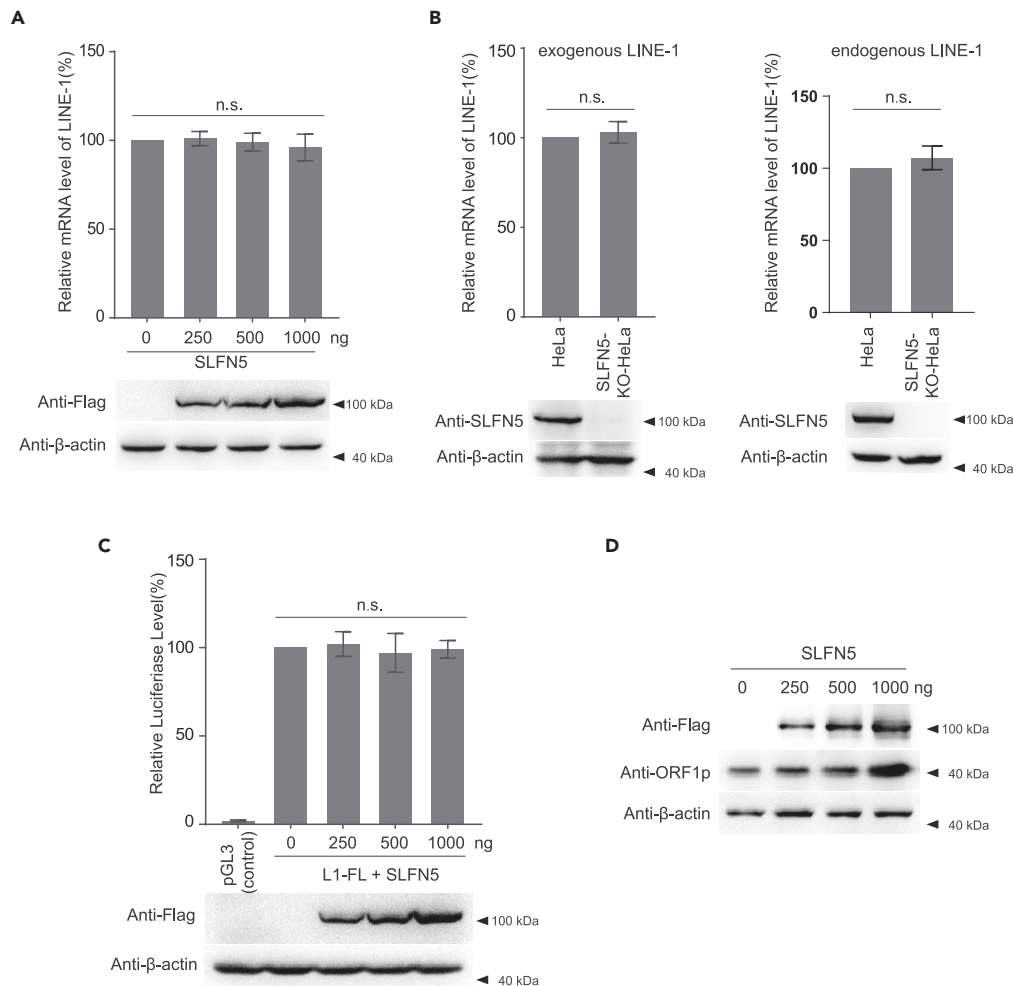 A
Relative mRNA level of LINE-1(%)
150
100
50
0
n.s.
0 250 500 1000 ng
SLFN5
Anti-Flag
100 kDa
Anti-β-actin
40 kDa
B
exogenous LINE-1
Relative mRNA level of LINE-1(%)
150
100
50
0
n.s.
HeLa
SLFN5-
KO-HeLa
Anti-SLFN5
100 kDa
Anti-β-actin
40 kDa
endogenous LINE-1
Relative mRNA level of LINE-1(%)
150
100
50
0
n.s.
HeLa
SLFN5-
KO-HeLa
Anti-SLFN5
100 kDa
Anti-β-actin
40 kDa
C
Relative Luciferiase Level(%)
150
100
50
0
n.s.
pGL3
(control)
0 250 500 1000 ng
L1-FL + SLFN5
Anti-Flag
100 kDa
Anti-β-actin
40 kDa
D
SLFN5
0 250 500 1000 ng
Anti-Flag
100 kDa
Anti-ORF1p
40 kDa
Anti-β-actin
40 kDa